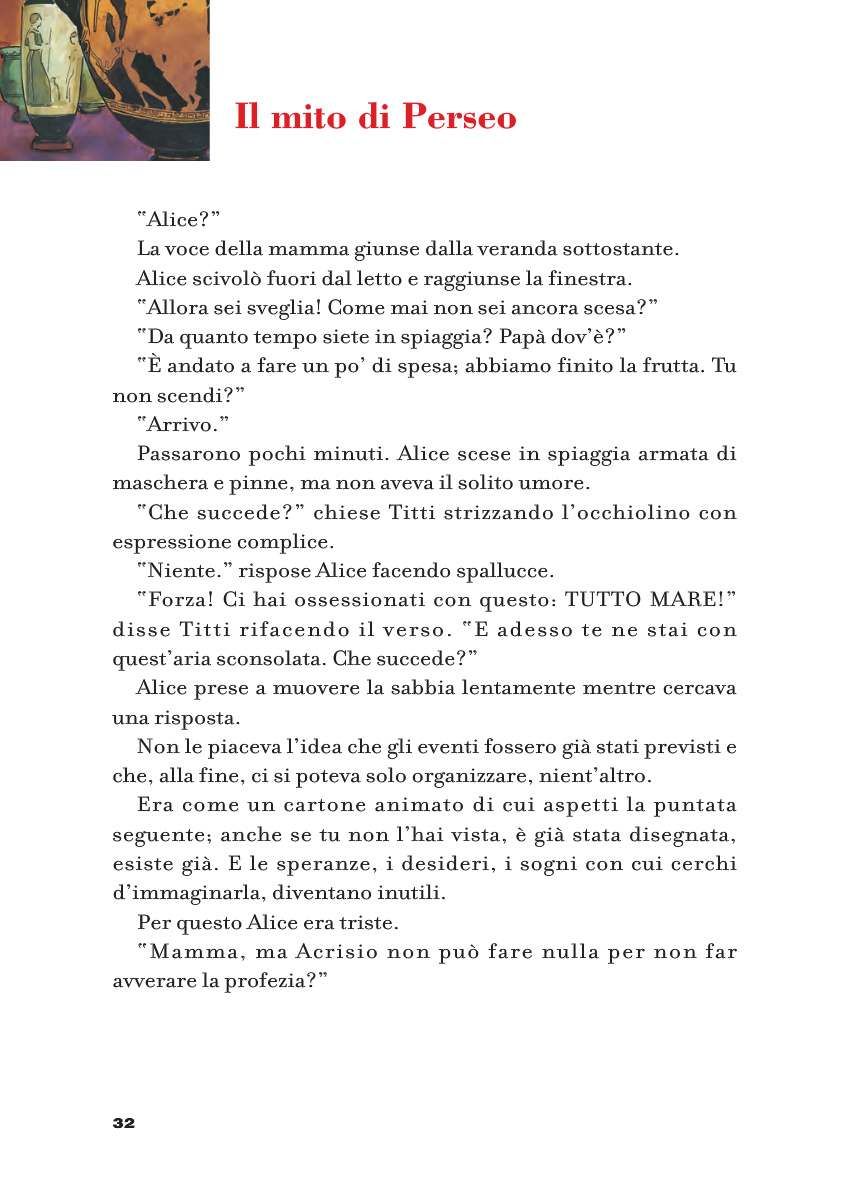 Il mito di Perseo
“Alice?”
La voce della mamma giunse dalla veranda sottostante.
Alice scivolò fuori dal letto e raggiunse la finestra.
“Allora sei sveglia! Come mai non sei ancora scesa?”
“Da quanto tempo siete in spiaggia? Papà dov’è?”
“È andato a fare un po’ di spesa; abbiamo finito la frutta. Tu
non scendi?”
“Arrivo.”
Passarono pochi minuti. Alice scese in spiaggia armata di
maschera e pinne, ma non aveva il solito umore.
“Che succede?” chiese Titti strizzando l’occhiolino con
espressione complice.
“Niente.” rispose Alice facendo spallucce.
“Forza! Ci hai ossessionati con questo: TUTTO MARE!”
disse Titti rifacendo il verso. “E adesso te ne stai con
quest’aria sconsolata. Che succede?”
Alice prese a muovere la sabbia lentamente mentre cercava
una risposta.
Non le piaceva l’idea che gli eventi fossero già stati previsti e
che, alla fine, ci si poteva solo organizzare, nient’altro.
Era come un cartone animato di cui aspetti la puntata
seguente; anche se tu non l’hai vista, è già stata disegnata,
esiste già. E le speranze, i desideri, i sogni con cui cerchi
d’immaginarla, diventano inutili.
Per questo Alice era triste.
“Mamma, ma Acrisio non può fare nulla per non far
avverare la profezia?”
32